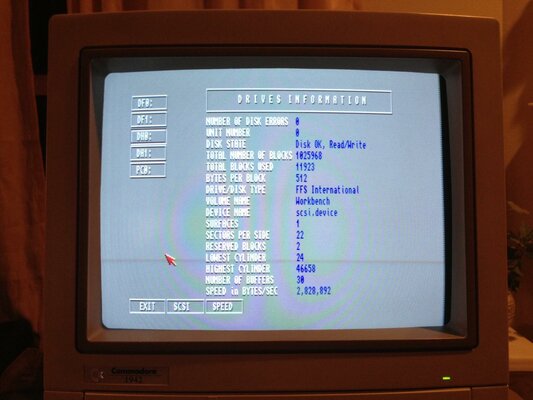 DRIVES INFORMATION
DF0:
DF1:
DH0:
DH1:
PC0:
NUMBER OF DISK ERRORS 0
UNIT NUMBER 0
DISK STATE Disk OK, Read/Write
TOTAL NUMBER OF BLOCKS 1025968
TOTAL BLOCKS USED 11923
BYTES PER BLOCK 512
DRIVE/DISK TYPE FFS International
VOLUME NAME Workbench
DEVICE NAME scsi.device
SURFACES 1
SECTORS PER SIDE 22
RESERVED BLOCKS 2
LOWEST CYLINDER 24
HIGHEST CYLINDER 46658
NUMBER OF BUFFERS 30
SPEED in BYTES/SEC 2,828,892
EXIT SCSI SPEED
Commodore
1942